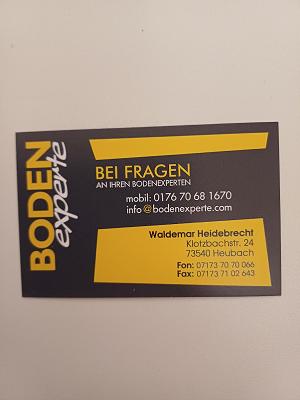 BODEN
experte
BEI FRAGEN
AN IHREN BODENEXPERTEN
mobil: 0176 70 68 1670
info@bodenexperte.com
Waldemar Heidebrecht
Klotzbachstr. 24
73540 Heubach
Fon: 07173 70 70 066
Fax: 07173 71 02 643